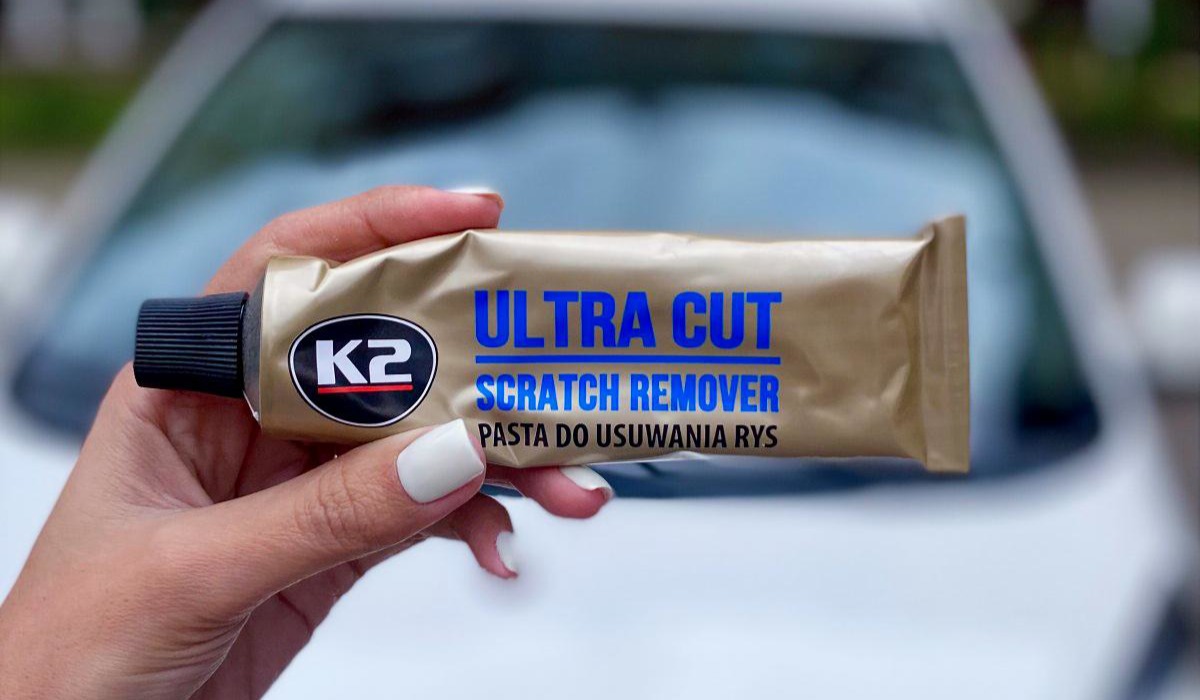 K2
ULTRA CUT
SCRATCH REMOVER
PASTA DO USUWANIA RYS